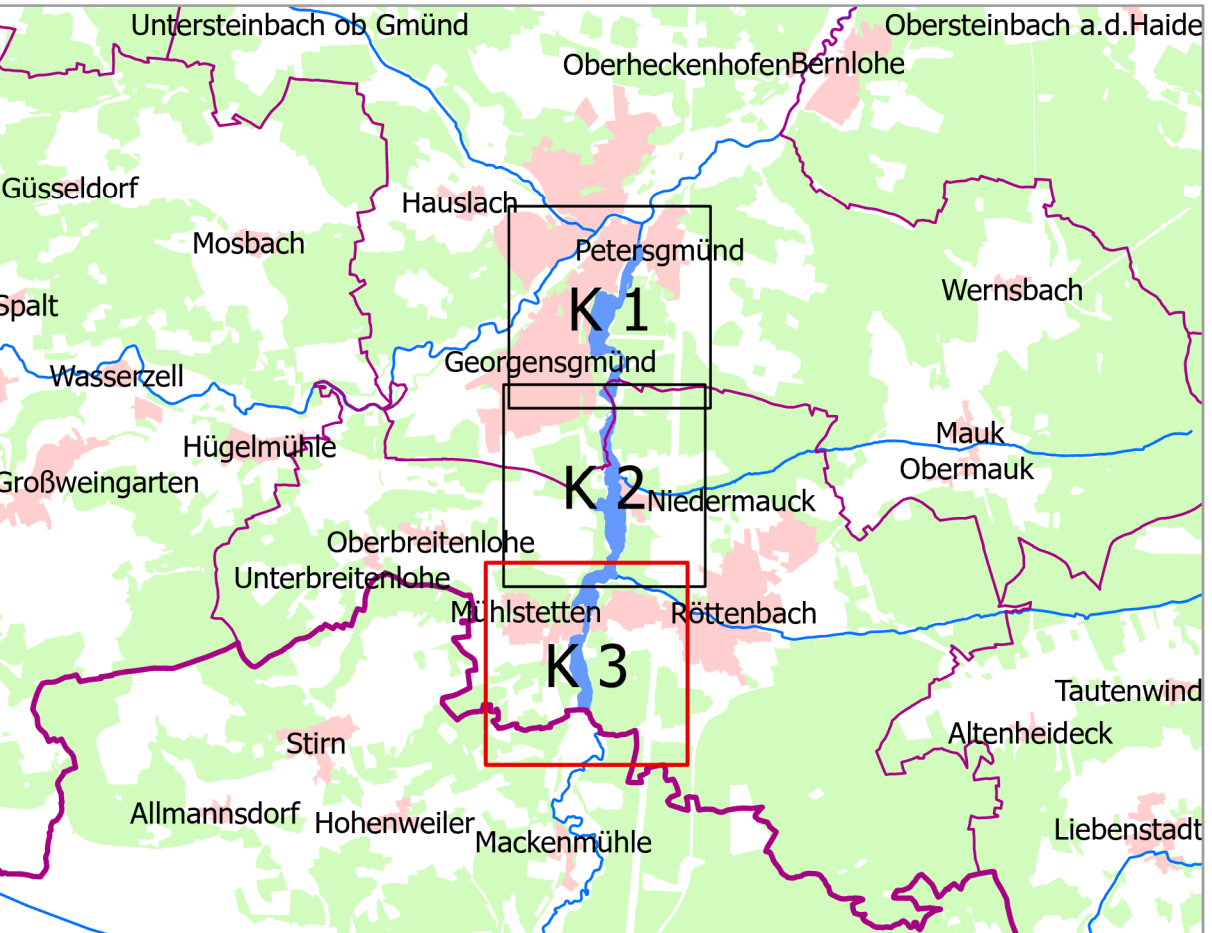 Untersteinbach ob Gmünd
Obersteinbach a.d.Haide
OberheckenhofenBernlohe
Güsseldorf
Hauslach
Mosbach
Petersgmünd
Wernsbach
Spalt
K 1
Georgensgmünd
Wasserzell
Mauk
Hügelmühle
Obermauk
Großweingarten
K 2
Niedermauck
Oberbreitenlohe
Unterbreitenlohe
Mühlstetten
Röttenbach
K 3
Tautenwind
Altenheideck
Stirn
Allmannsdorf
Hohenweiler
Liebenstadt
Mackenmühle